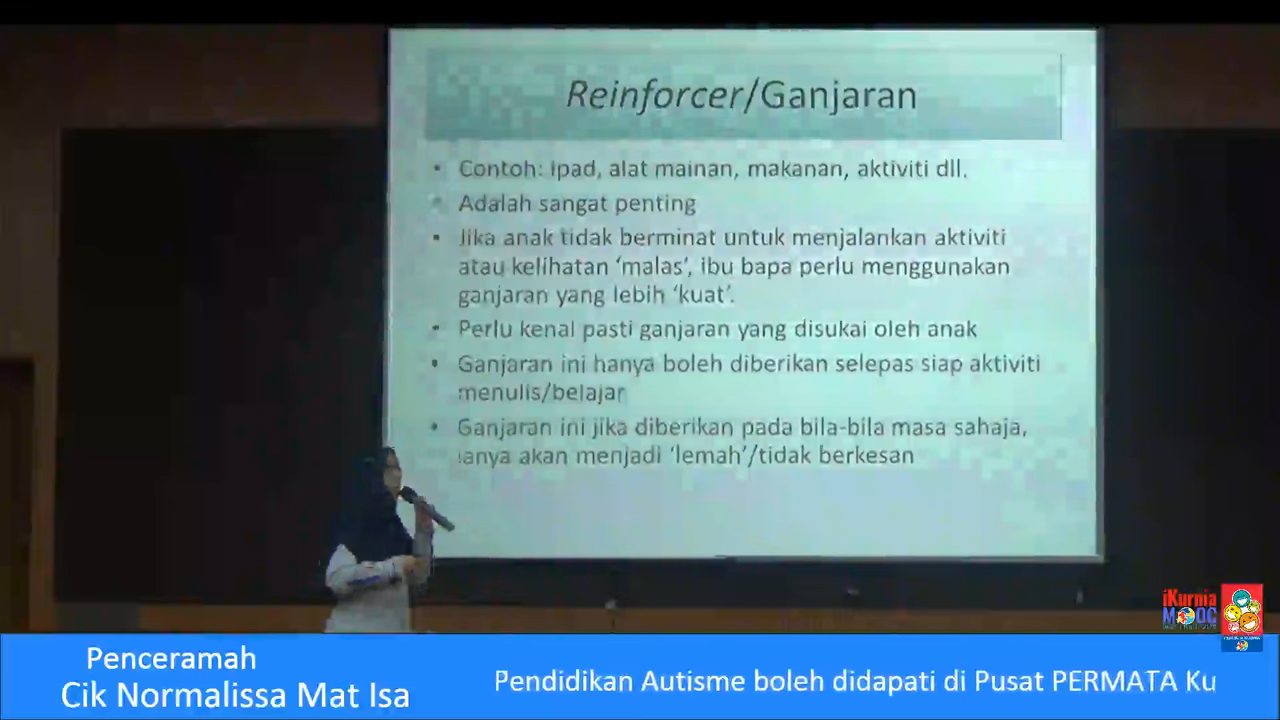 Reinforcer/Ganjaran
• Contoh: Ipad, alat mainan, makanan, aktiviti dll.
• Adalah sangat penting
• Jika anak tidak berminat untuk menjalankan aktiviti
atau kelihatan ‘malas’, ibu bapa perlu menggunakan
ganjaran yang lebih ‘kuat’.
• Perlu kenal pasti ganjaran yang disukai oleh anak
• Ganjaran ini hanya boleh diberikan selepas siap aktiviti
menulis/belajar
• Ganjaran ini jika diberikan pada bila-bila masa sahaja,
ianya akan menjadi ‘lemah’/tidak berkesan
iKurnia
MOOC
Penceramah
Cik Normalissa Mat Isa
Pendidikan Autisme boleh didapati di Pusat PERMATA Ku